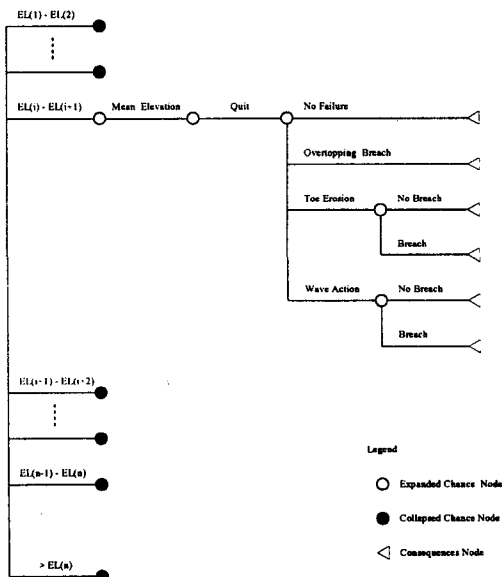 EL(1) - EL(2)
EL(i) - EL(i+1)
Mean Elevation
Quit
No Failure
Overtopping Breach
Toe Erosion
No Breach
Breach
Wave Action
No Breach
Breach
EL(i+1) - EL(i+2)
EL(n-1) - EL(n)
> EL(n)
Legend
Expanded Chance Node
Collapsed Chance Node
Consequences Node